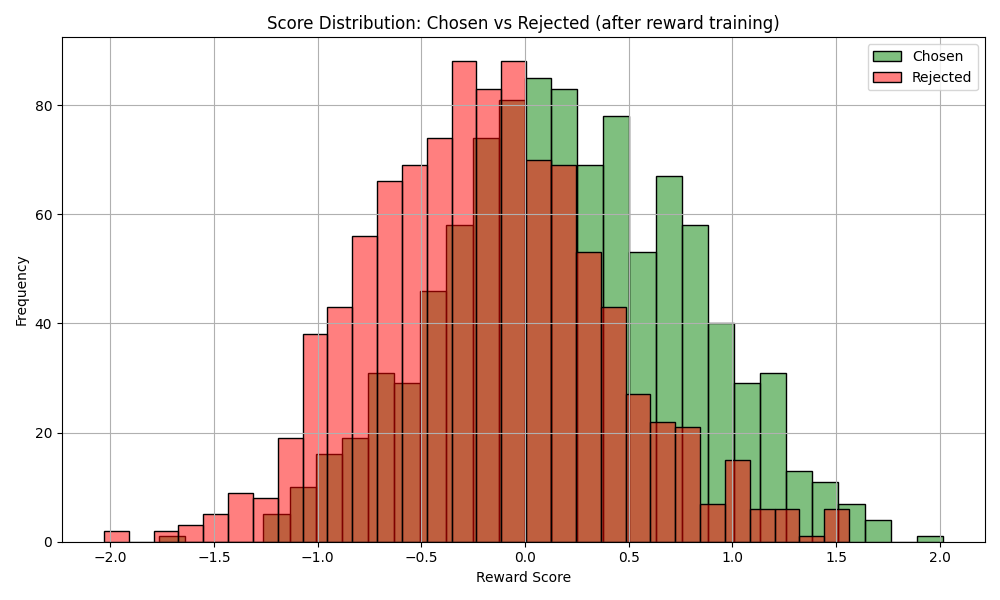 Score Distribution: Chosen vs Rejected (after reward training)
Chosen
Rejected
Frequency
80
60
40
20
0
−2.0 −1.5 −1.0 −0.5 0.0 0.5 1.0 1.5 2.0
Reward Score